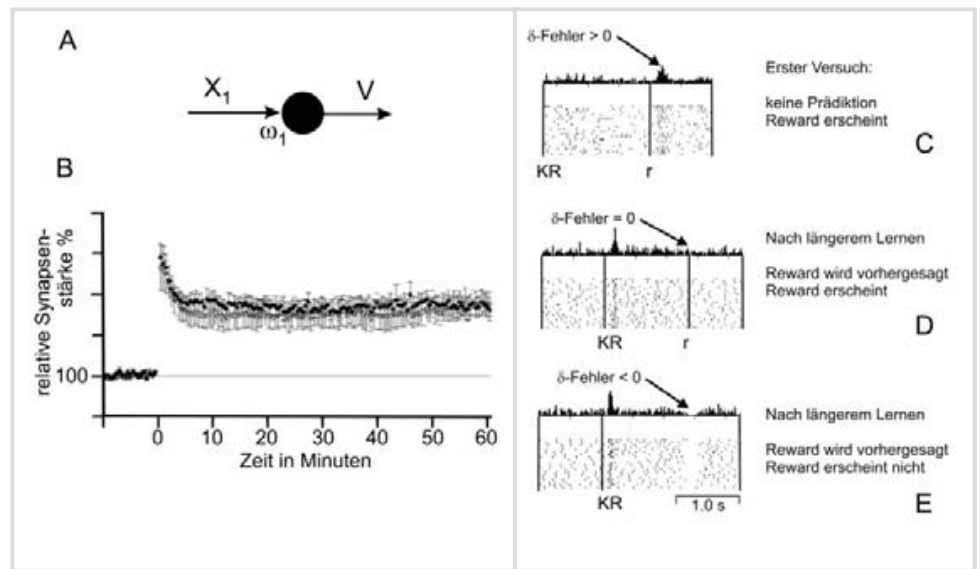 A
X1
V
ω1
B
relative Synapsen-
stärke %
100
0
10
20
30
40
50
60
Zeit in Minuten
δ-Fehler > 0
KR
r
Erster Versuch:
keine Prädiktion
Reward erscheint
C
δ-Fehler = 0
KR
r
Nach längerem Lernen
Reward wird vorhergesagt
Reward erscheint
D
δ-Fehler < 0
KR
1.0 s
Nach längerem Lernen
Reward wird vorhergesagt
Reward erscheint nicht
E